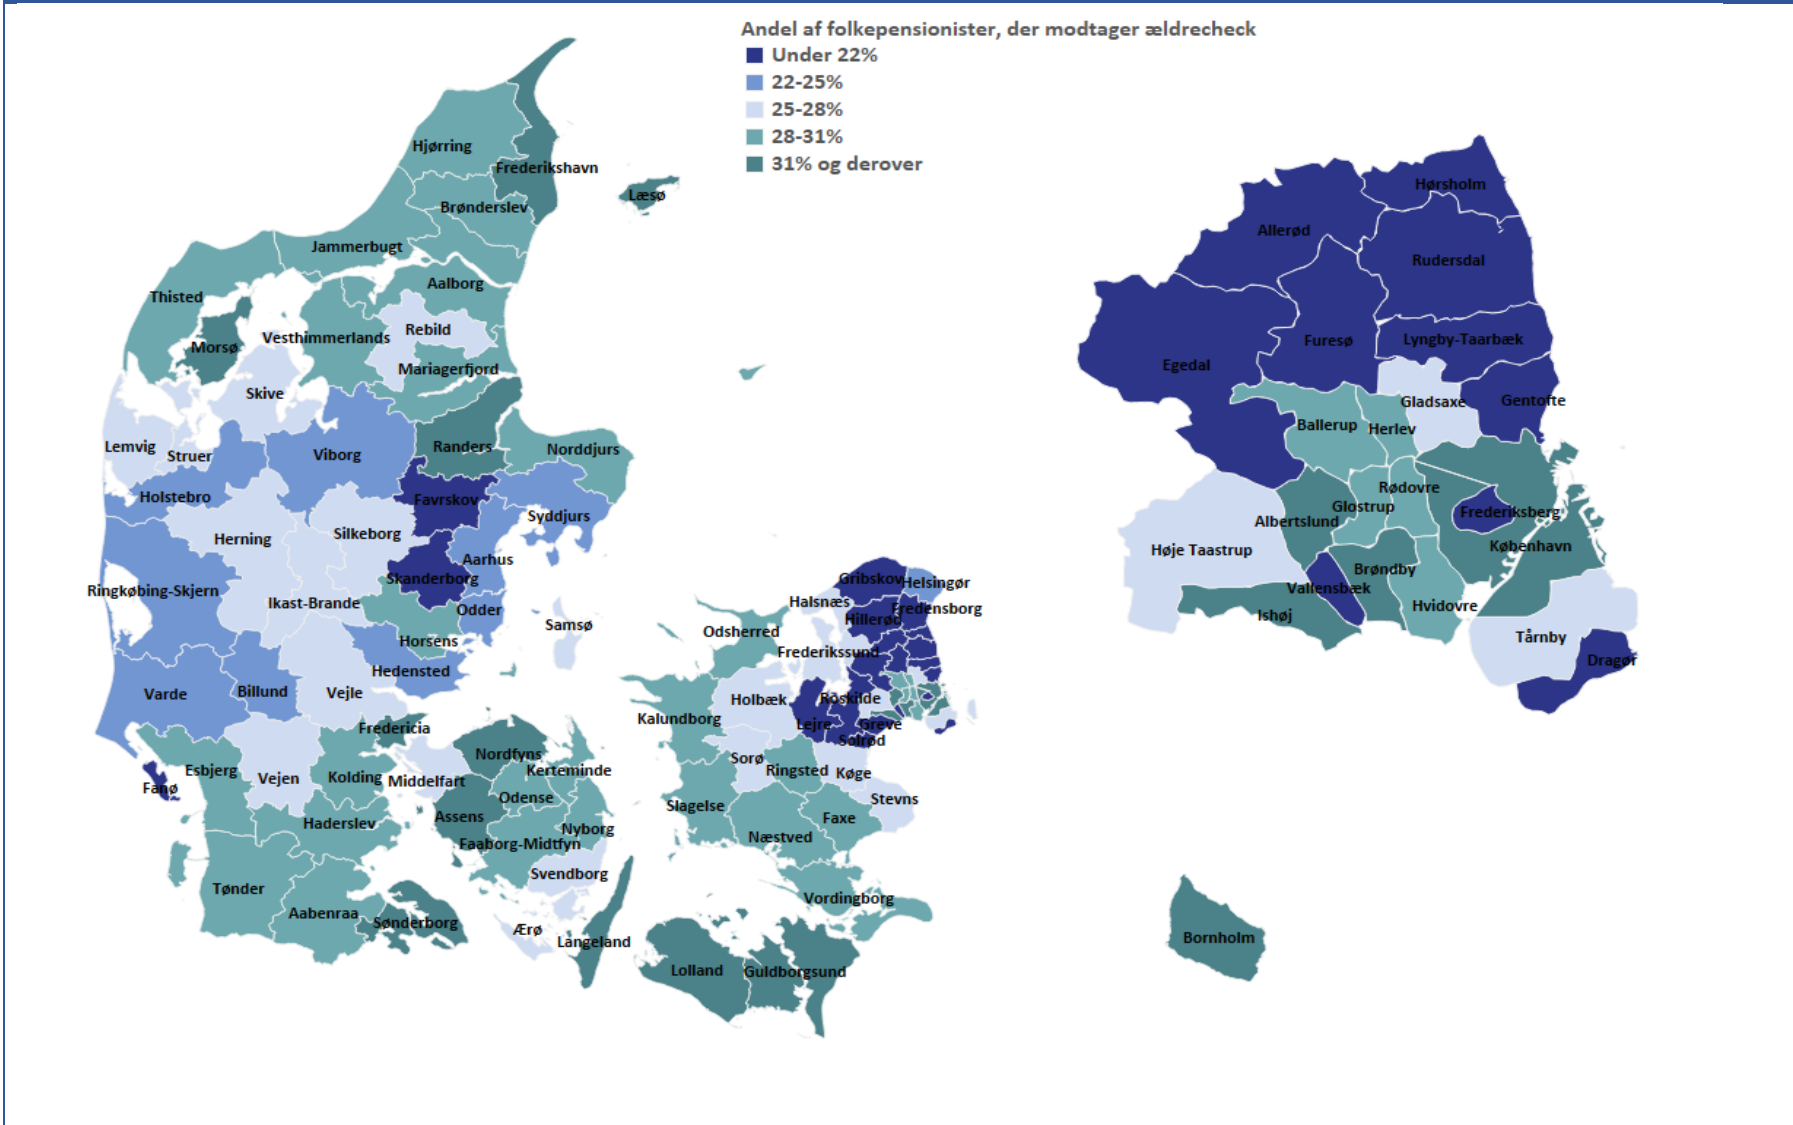 Andel af folkepensionister, der modtager ældrecheck
Under 22%
22-25%
25-28%
28-31%
31% og derover
Hjørring
Frederikshavn
Læsø
Brønderslev
Jammerbugt
Aalborg
Thisted
Rebild
Vesthimmerlands
Morsø
Mariagerfjord
Skive
Lemvig
Struer
Viborg
Randers
Norddjurs
Holstebro
Favrskov
Syddjurs
Herning
Silkeborg
Aarhus
Skanderborg
Ringkøbing-Skjern
Ikast-Brande
Odder
Samsø
Horsens
Hedensted
Varde
Billund
Vejle
Fredericia
Esbjerg
Vejen
Kolding
Middelfart
Fanø
Haderslev
Tønder
Aabenraa
Sønderborg
Nordfyns
Kerteminde
Odense
Assens
Nyborg
Faaborg-Midtfyn
Svendborg
Ærø
Langeland
Gribskov
Helsingør
Halsnæs
Fredensborg
Hillerød
Odsherred
Frederikssund
Holbæk
Roskilde
Kalundborg
Lejre
Greve
Solrød
Sorø
Ringsted
Køge
Stevns
Slagelse
Faxe
Næstved
Vordingborg
Lolland
Guldborgsund
Hørsholm
Allerød
Rudersdal
Furesø
Lyngby-Taarbæk
Egedal
Gladsaxe
Gentofte
Ballerup
Herlev
Rødovre
Glostrup
Frederiksberg
Albertslund
Høje Taastrup
København
Brøndby
Vallensbæk
Hvidovre
Ishøj
Tårnby
Dragør
Bornholm